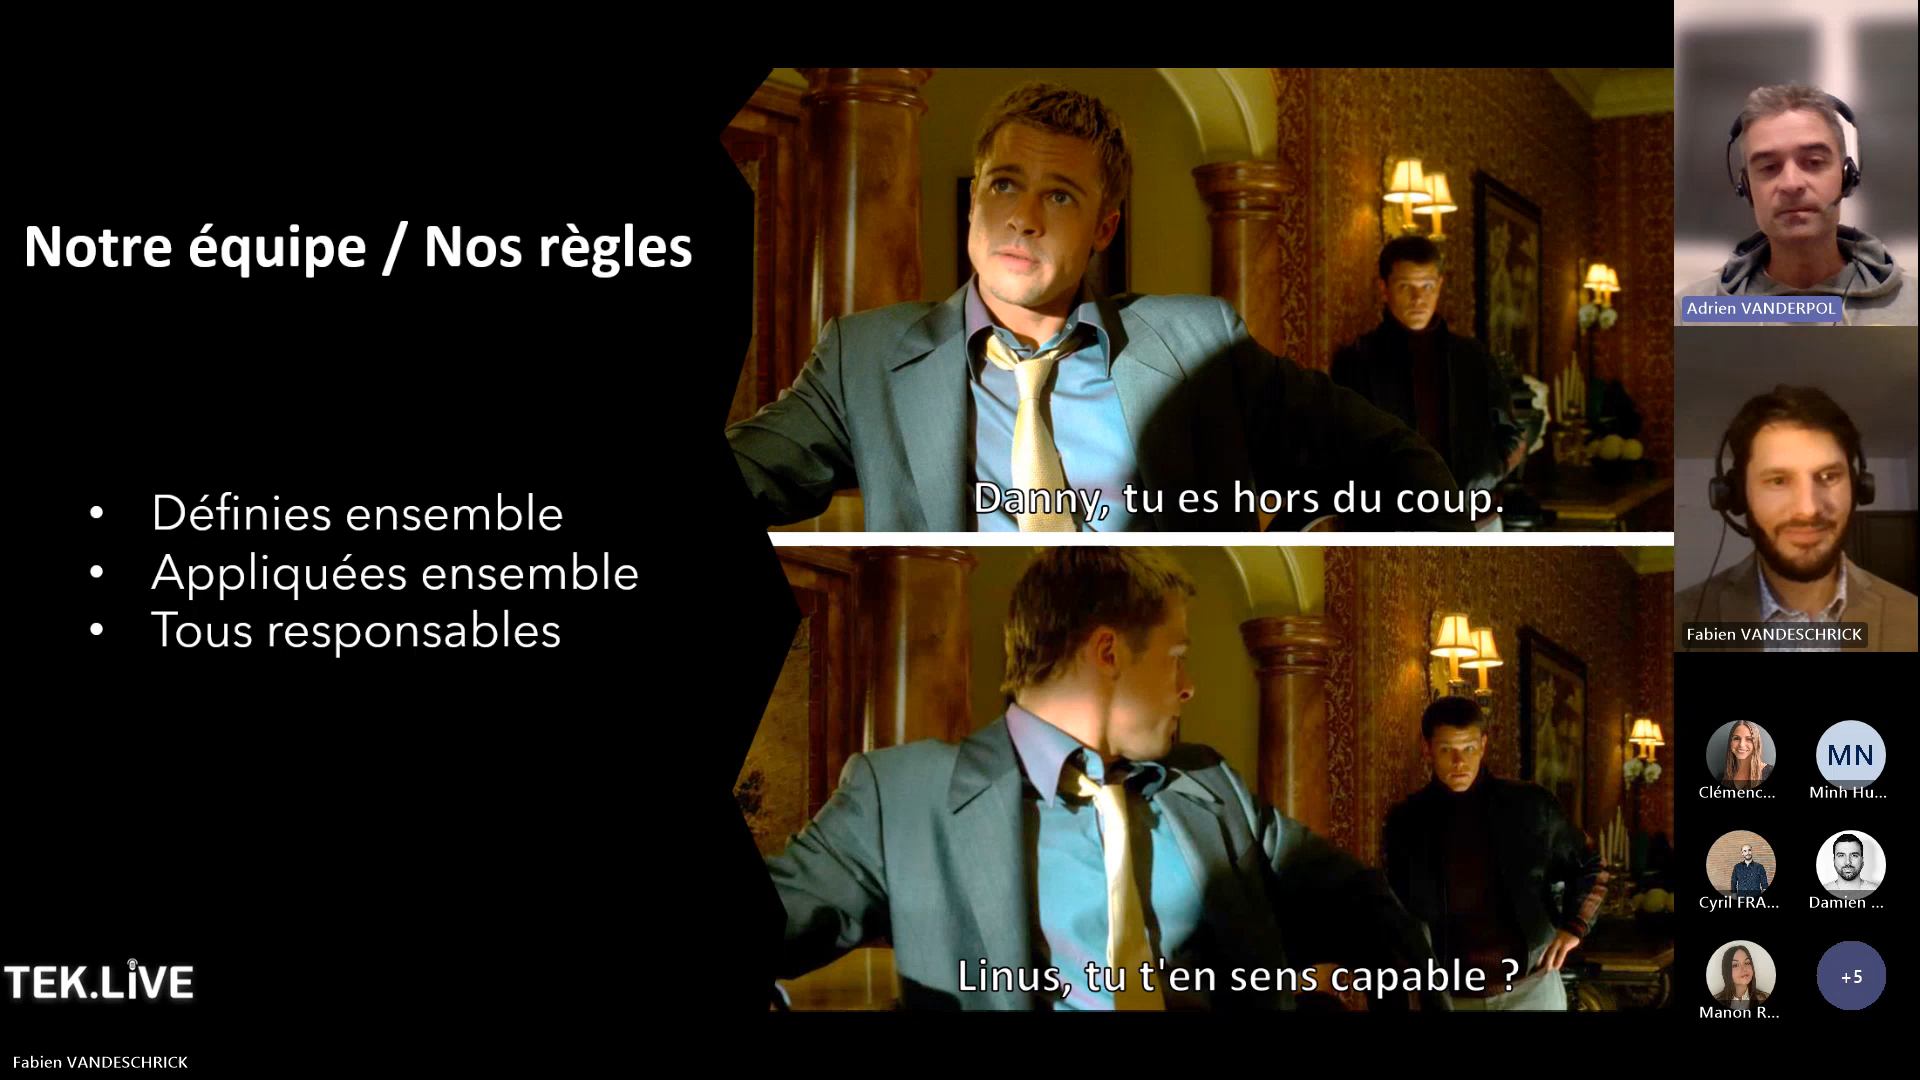 Notre équipe / Nos règles
• Définies ensemble
• Appliquées ensemble
• Tous responsables
Danny, tu es hors du coup.
Linus, tu t'en sens capable ?
TEK.LiVE
Fabien VANDESCHRICK
Adrien VANDERPOL
Fabien VANDESCHRICK
MN
Clémenc...
Minh Hu...
Cyril FRA...
Damien ...
+5
Manon R...